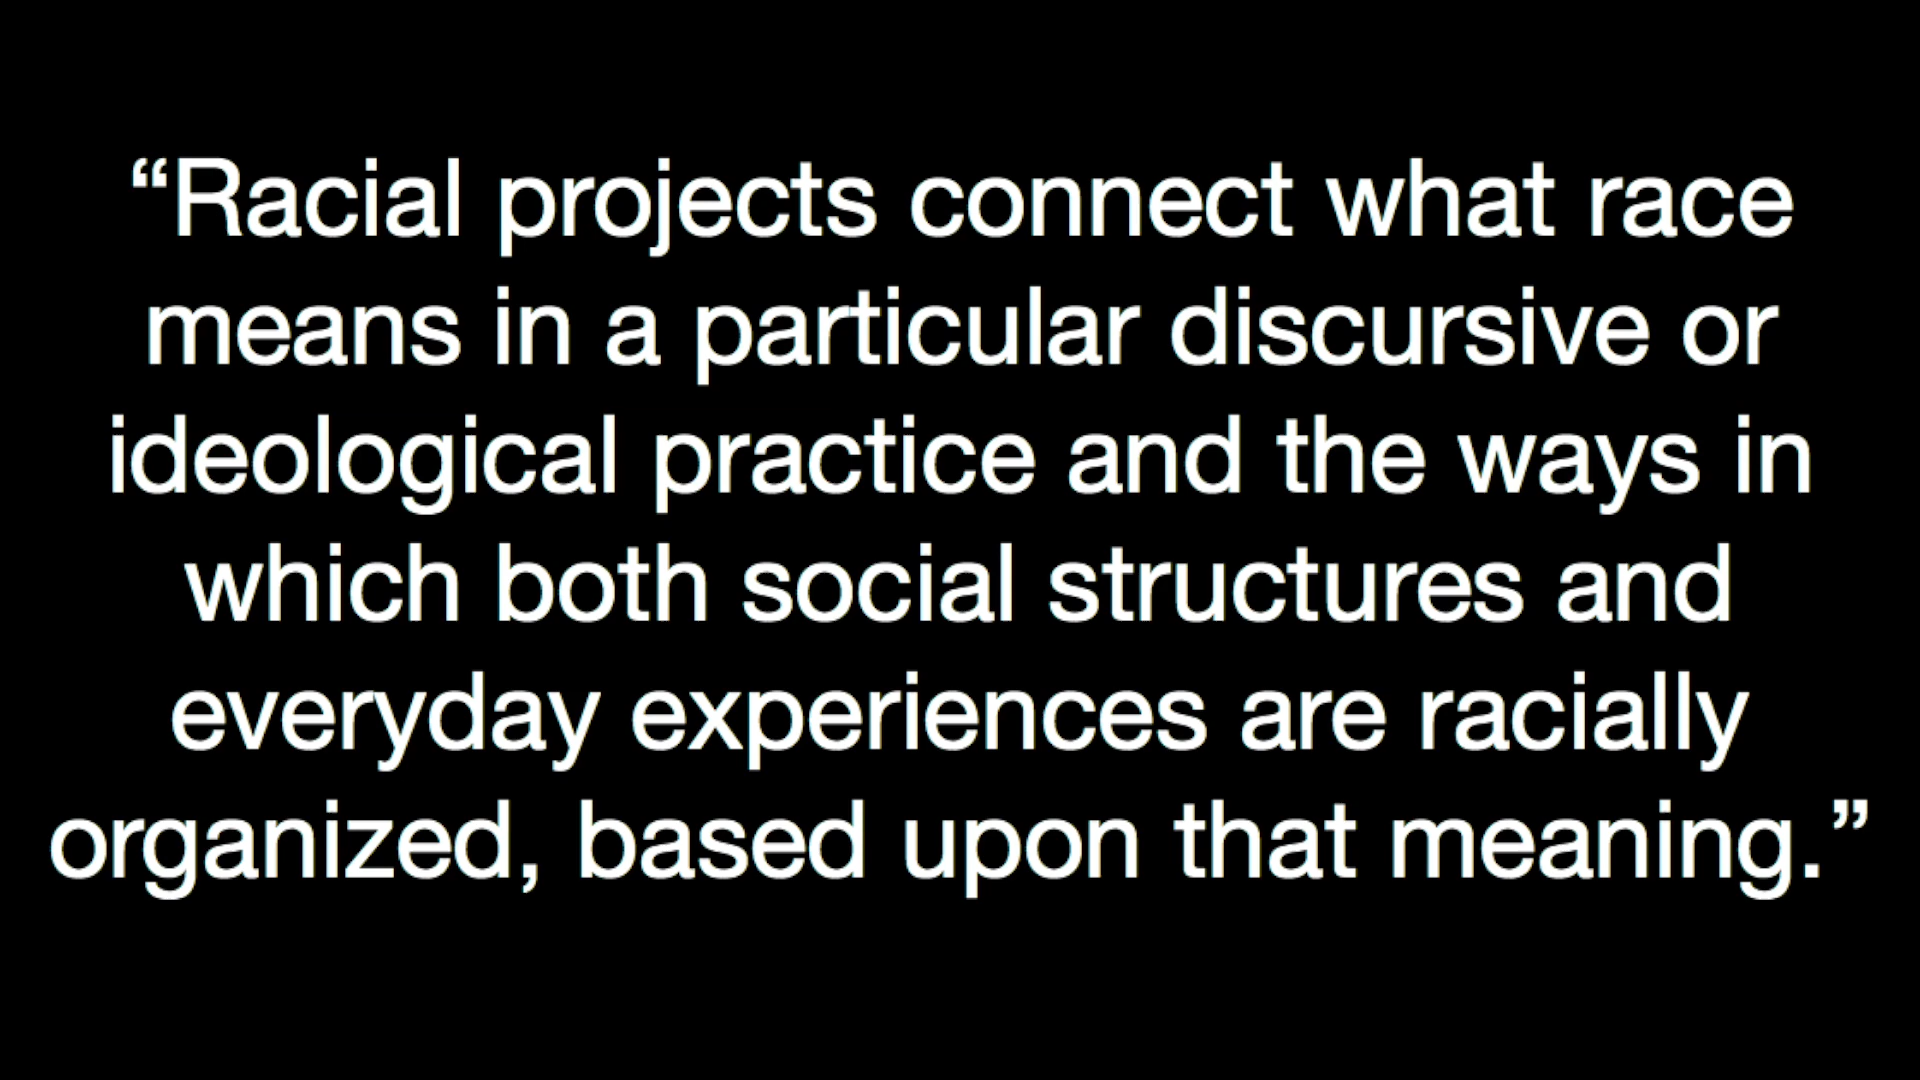 “Racial projects connect what race
means in a particular discursive or
ideological practice and the ways in
which both social structures and
everyday experiences are racially
organized, based upon that meaning.”